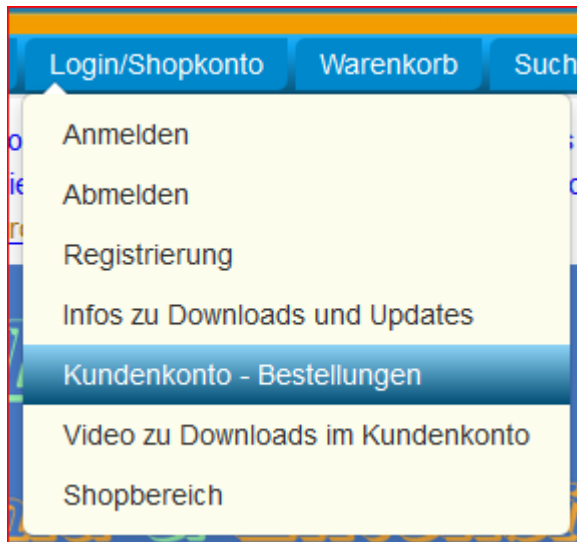 Login/Shopkonto Warenkorb Such
Anmelden
Abmelden
Registrierung
Infos zu Downloads und Updates
Kundenkonto - Bestellungen
Video zu Downloads im Kundenkonto
Shopbereich